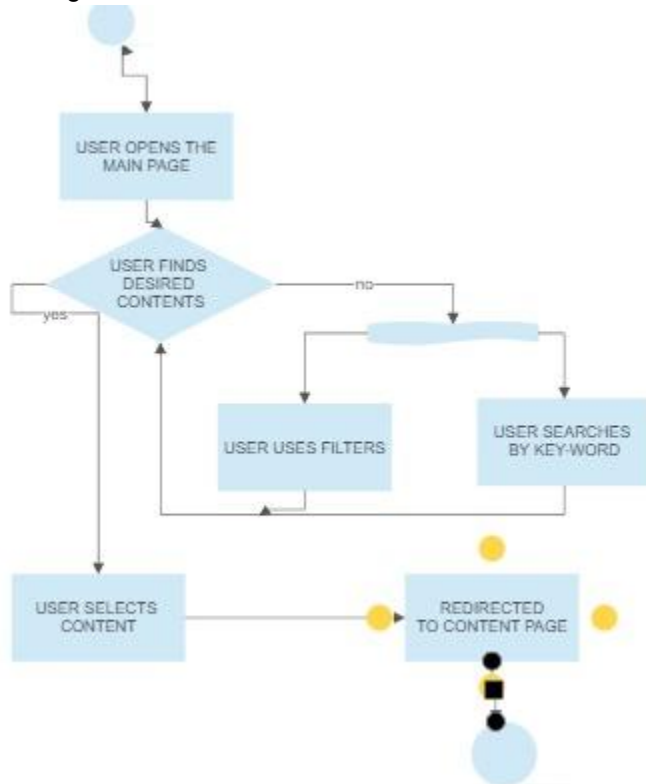 USER OPENS THE
MAIN PAGE
USER FINDS
DESIRED
CONTENTS
no
yes
USER USES FILTERS
USER SEARCHES
BY KEY-WORD
USER SELECTS
CONTENT
REDIRECTED
TO CONTENT PAGE